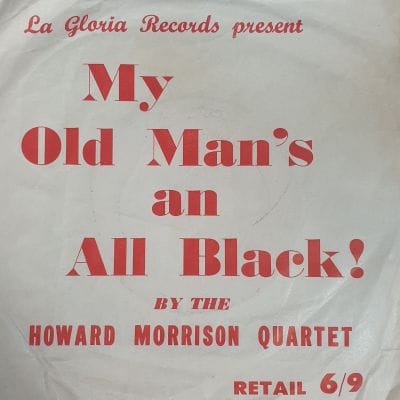 La Gloria Records present
My
Old Man's
an
All Black!
BY THE
HOWARD MORRISON QUARTET
RETAIL 6/9